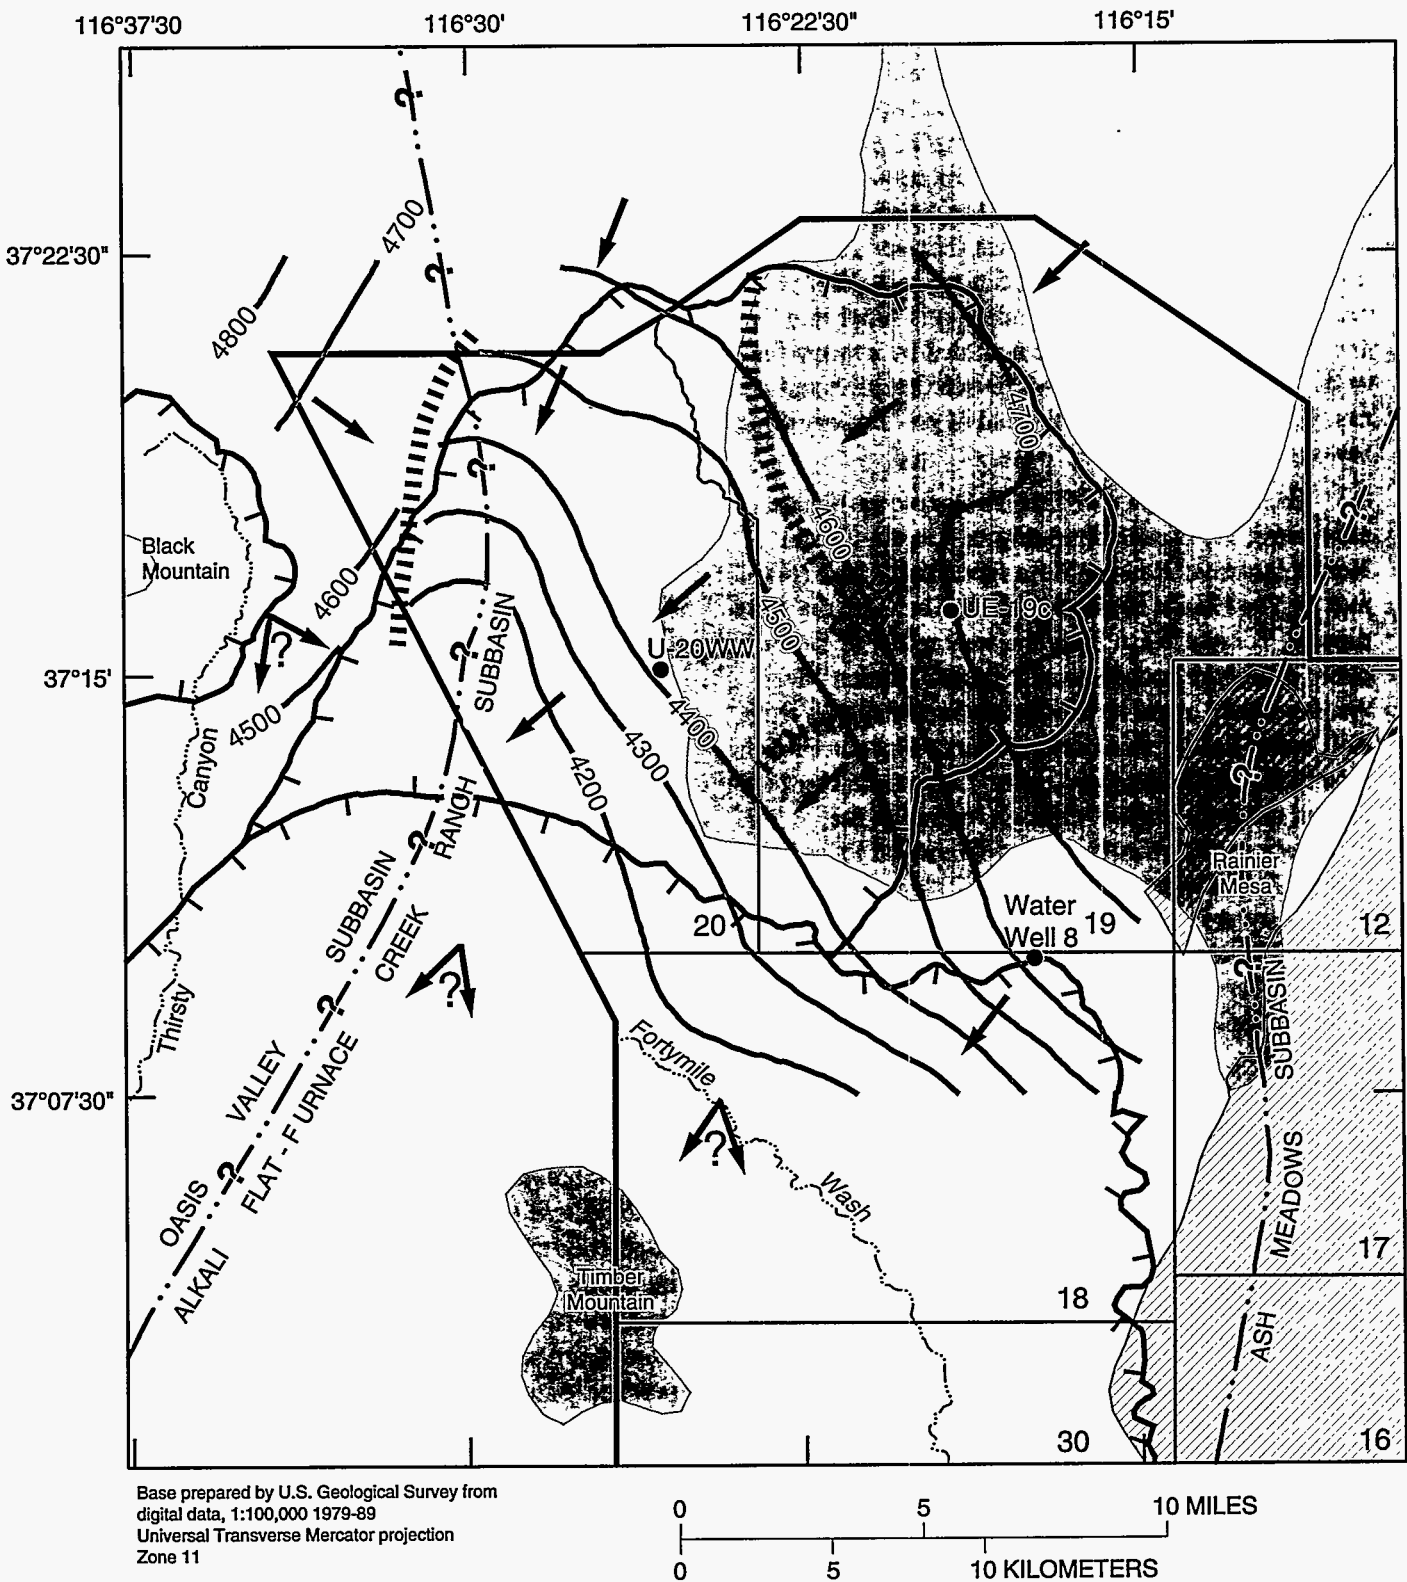 116°37'30
116°30'
116°22'30"
116°15'
37°22'30"
4700
4800
4700
Black
Mountain
4600
4600
4500
UE-19c
U-20WW
SUBBASIN
37°15'
4500
4400
4300
4200
Canyon
RANCH
Rainier
Mesa
SUBBASIN
CREEK
20
Water
Well 8
19
12
Thirsty
SUBBASIN
Fortymile
VALLEY
FLAT - FURNACE
37°07'30"
Wash
MEADOWS
OASIS
ALKALI
17
Timber
Mountain
18
ASH
30
16
?
?
?
?
?
?
?
?
?
?
?
?
?
Base prepared by U.S. Geological Survey from
digital data, 1:100,000 1979-89
Universal Transverse Mercator projection
Zone 11
0 5 10 MILES
0 5 10 KILOMETERS